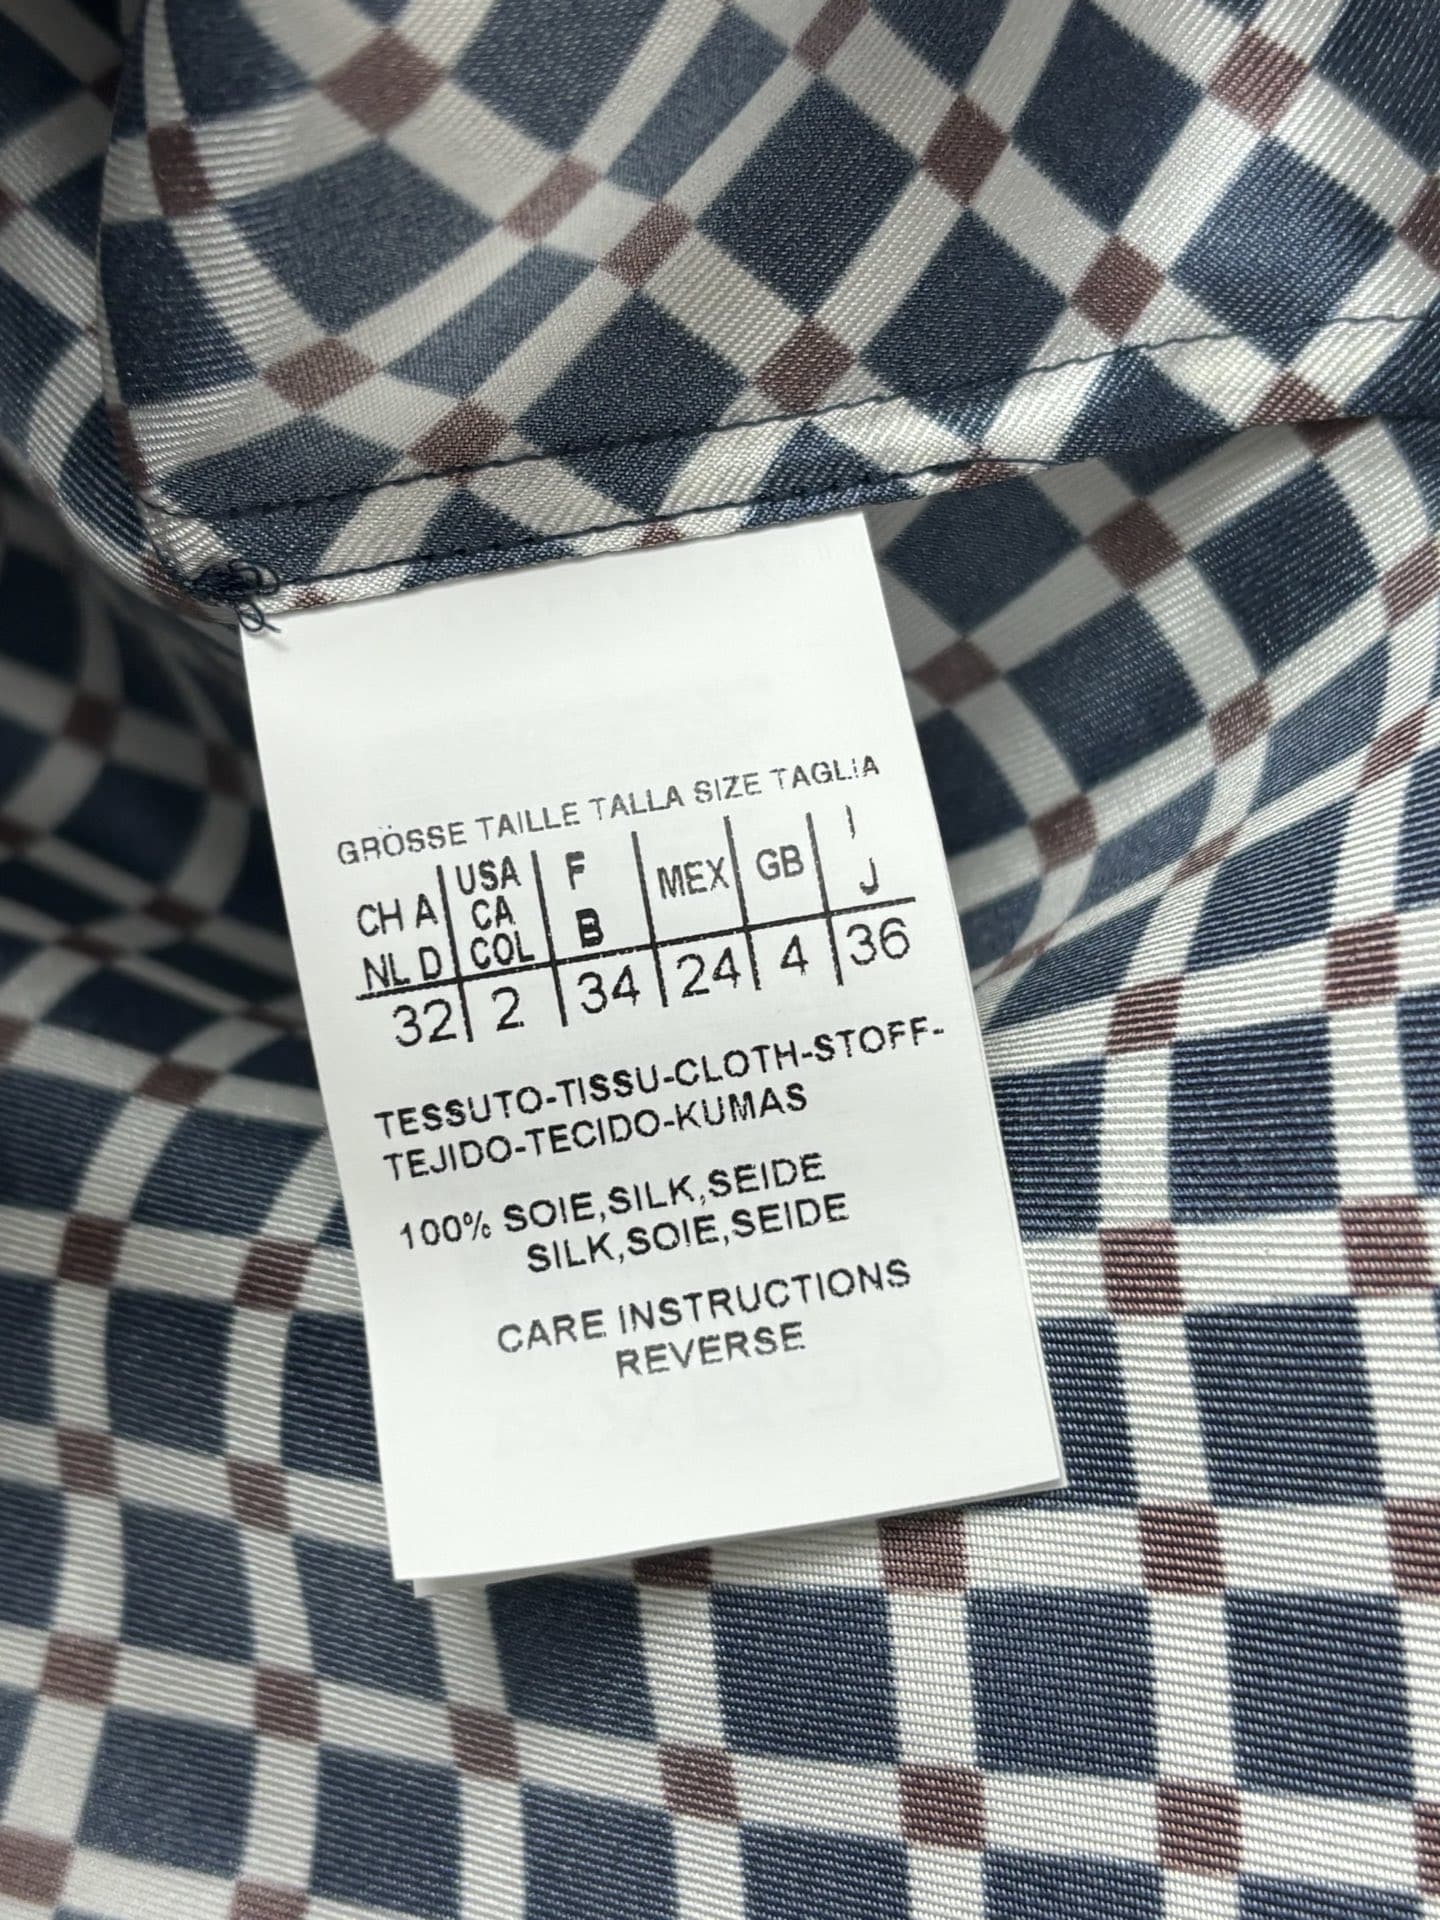 GRÖSSE TAILLE TALLA SIZE TAGLIA
CH A NL D | USA CA COL | F B | MEX | GB | I J
32 | 2 | 34 | 24 | 4 | 36
TESSUTO-TISSU-CLOTH-STOFF-
TEJIDO-TECIDO-KUMAS
100% SOIE,SILK,SEIDE
SILK,SOIE,SEIDE
CARE INSTRUCTIONS
REVERSE